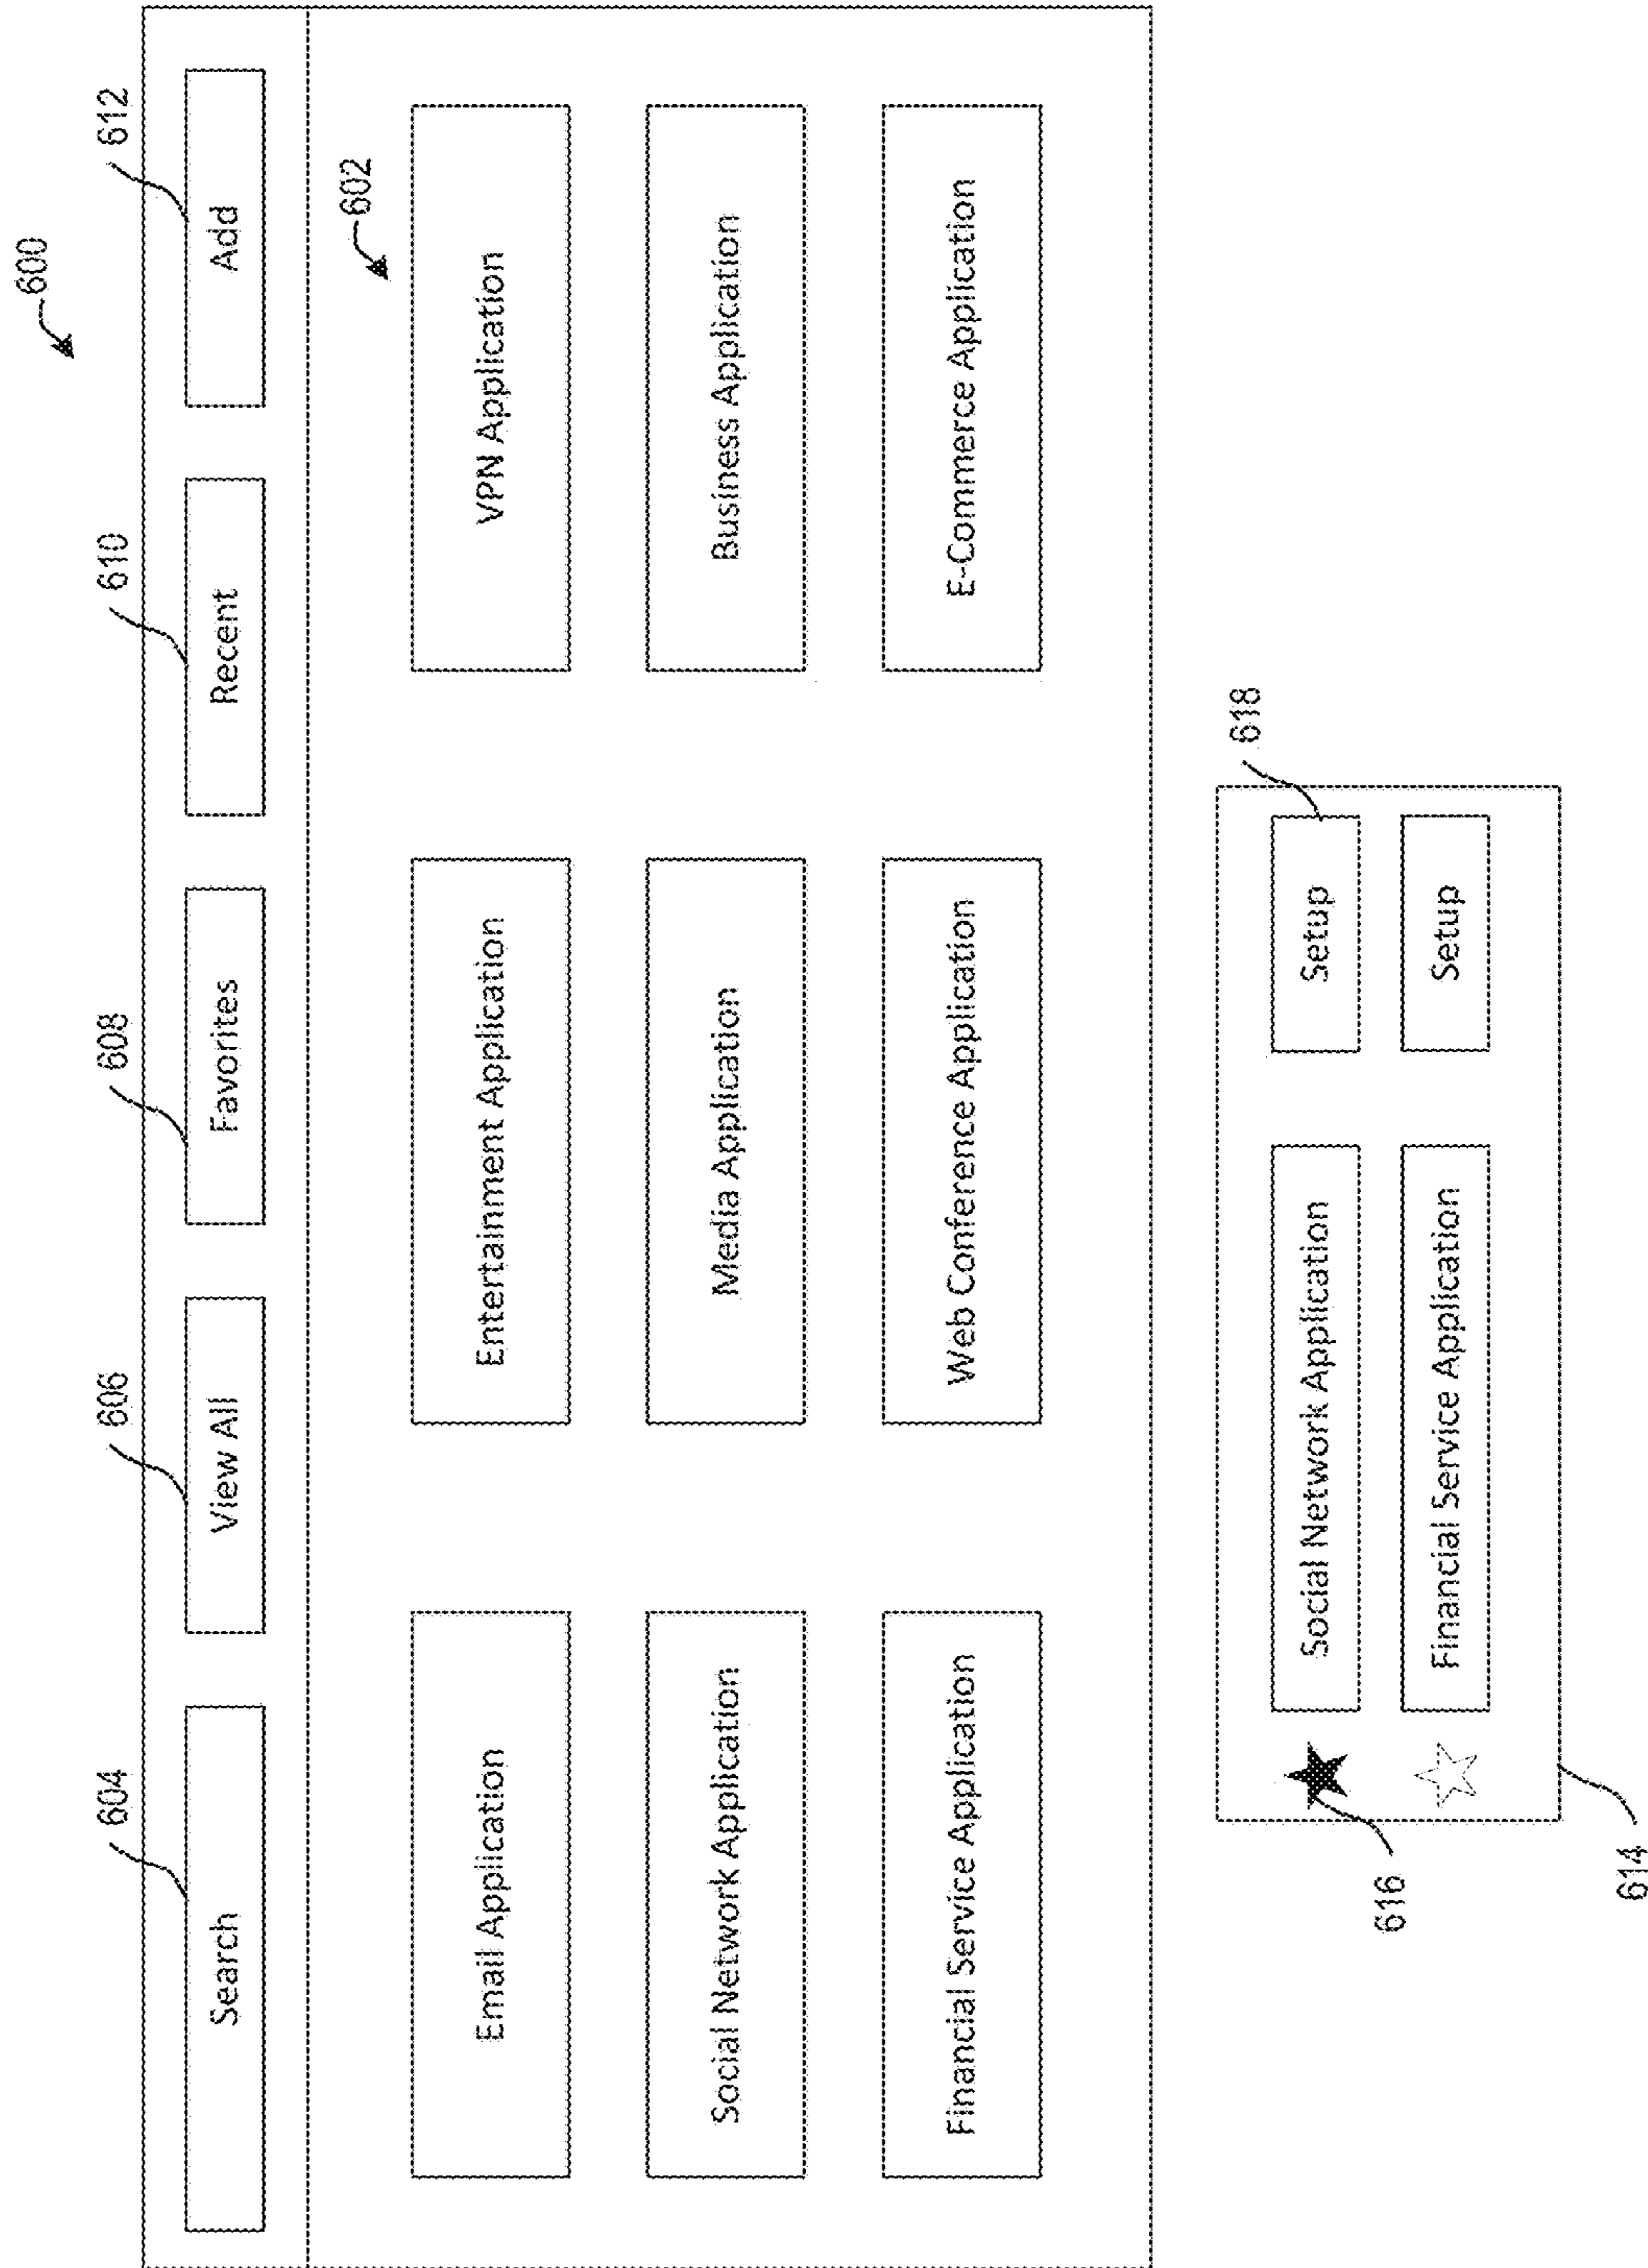 600
604
606
608
610
612
Search
View All
Favorites
Recent
Add
602
Email Application
Entertainment Application
VPN Application
Social Network Application
Media Application
Business Application
Financial Service Application
Web Conference Application
E-Commerce Application
618
Social Network Application
Setup
616
Financial Service Application
Setup
614